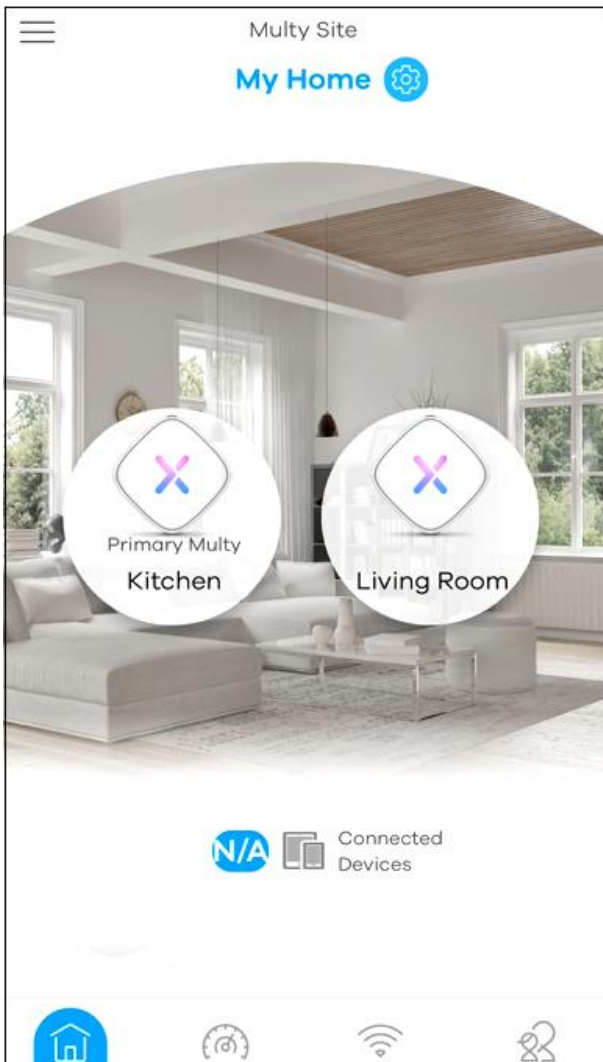 Multy Site
My Home
Primary Multy
Kitchen
Living Room
N/A
Connected
Devices